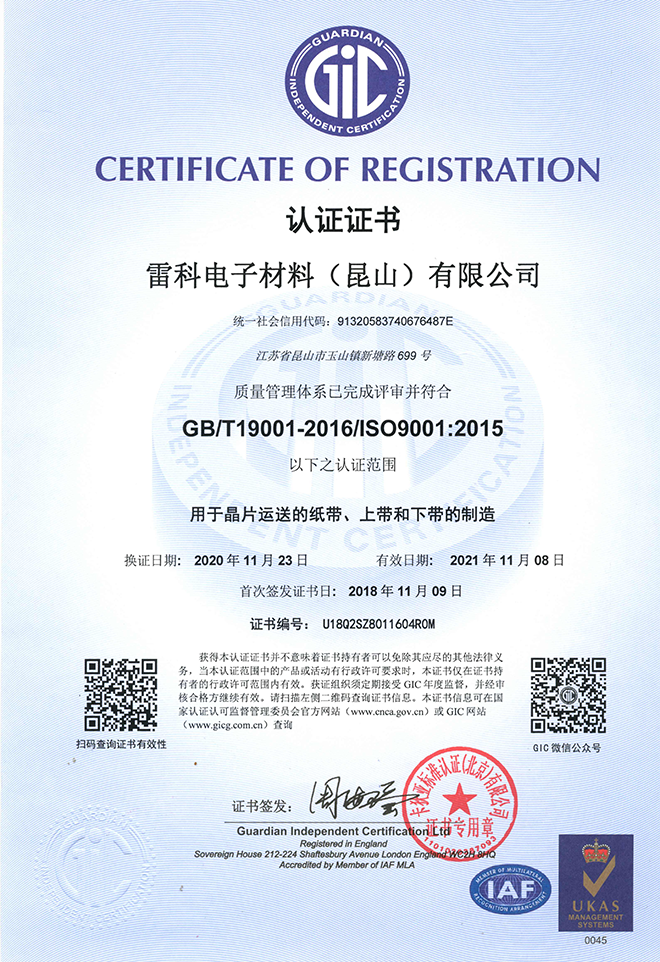 GUARDIAN
GIC
INDEPENDENT CERTIFICATION
CERTIFICATE OF REGISTRATION
认证证书
雷科电子材料（昆山）有限公司
统一社会信用代码：91320583740676487E
江苏省昆山市玉山镇新塘路 699 号
质量管理体系已完成评审并符合
GB/T19001-2016/ISO9001:2015
以下之认证范围
用于晶片运送的纸带、上带和下带的制造
换证日期： 2020 年 11 月 23 日 有效日期： 2021 年 11 月 08 日
首次签发证书日： 2018 年 11 月 09 日
证书编号： U18Q2SZ8011604R0M
获得本认证证书并不意味着证书持有者可以免除其应尽的其他法律义
务，当本认证范围中的产品或活动有行政许可要求时，本证书仅在证书持
有者的行政许可范围内有效。获证组织须定期接受 GIC 年度监督，并经审
核合格方继续有效。请扫描左侧二维码查询证书信息。本证书信息可在国
家认证认可监督管理委员会官方网站（www.cnca.gov.cn）或 GIC 网站
（www.gicg.com.cn）查询
扫码查询证书有效性
GIC
GIC 微信公众号
证书签发：
卡狄亚标准认证(北京)有限公司
证书专用章
Guardian Independent Certification Ltd
Registered in England
Sovereign House 212-224 Shaftesbury Avenue London England WC2H 8HQ
Accredited by Member of IAF MLA
MEMBER OF MULTILATERAL
IAF
RECOGNITION ARRANGEMENT
UKAS
MANAGEMENT
SYSTEMS
0045